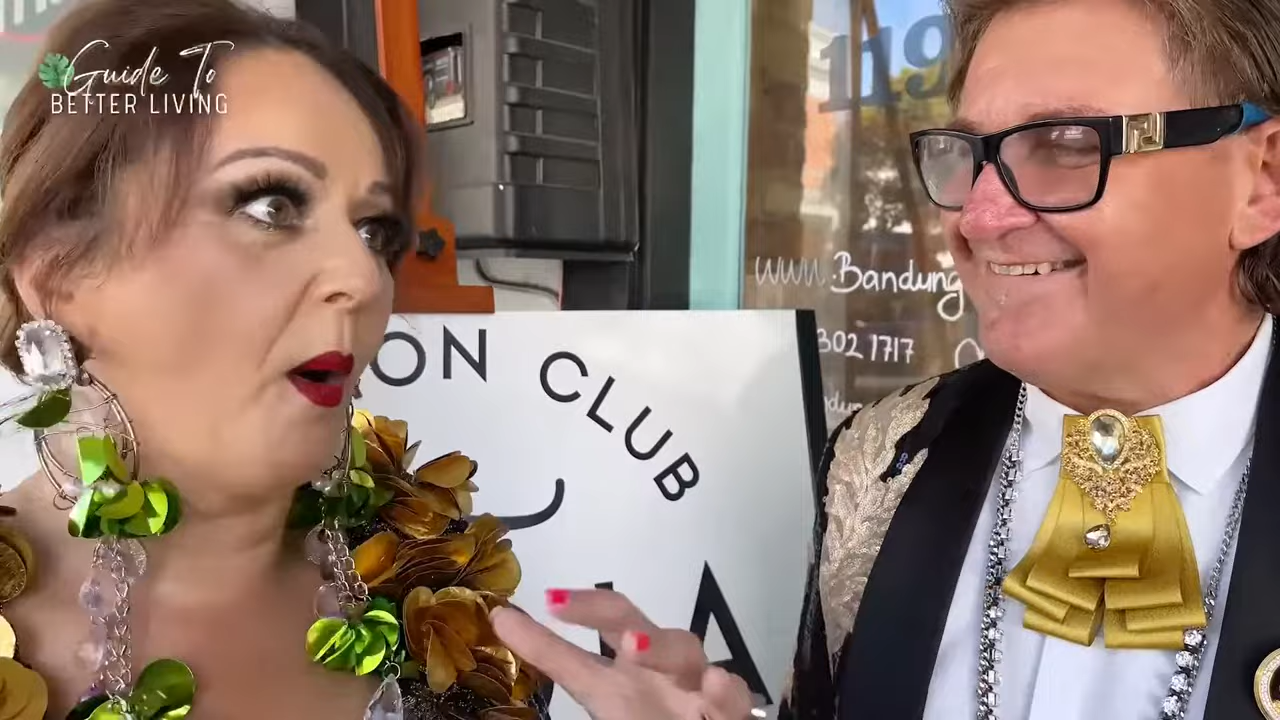 Guide To
BETTER LIVING
119
www.Bandung
302 1717
ON CLUB
A